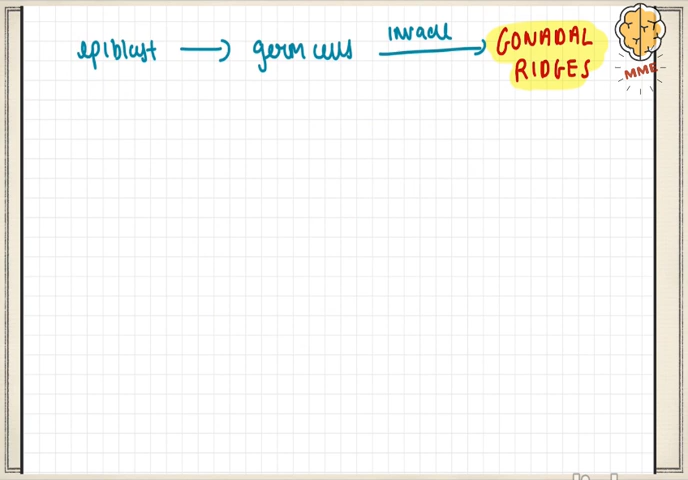 epiblast → germ cells invade → GONADAL
RIDGES
MME